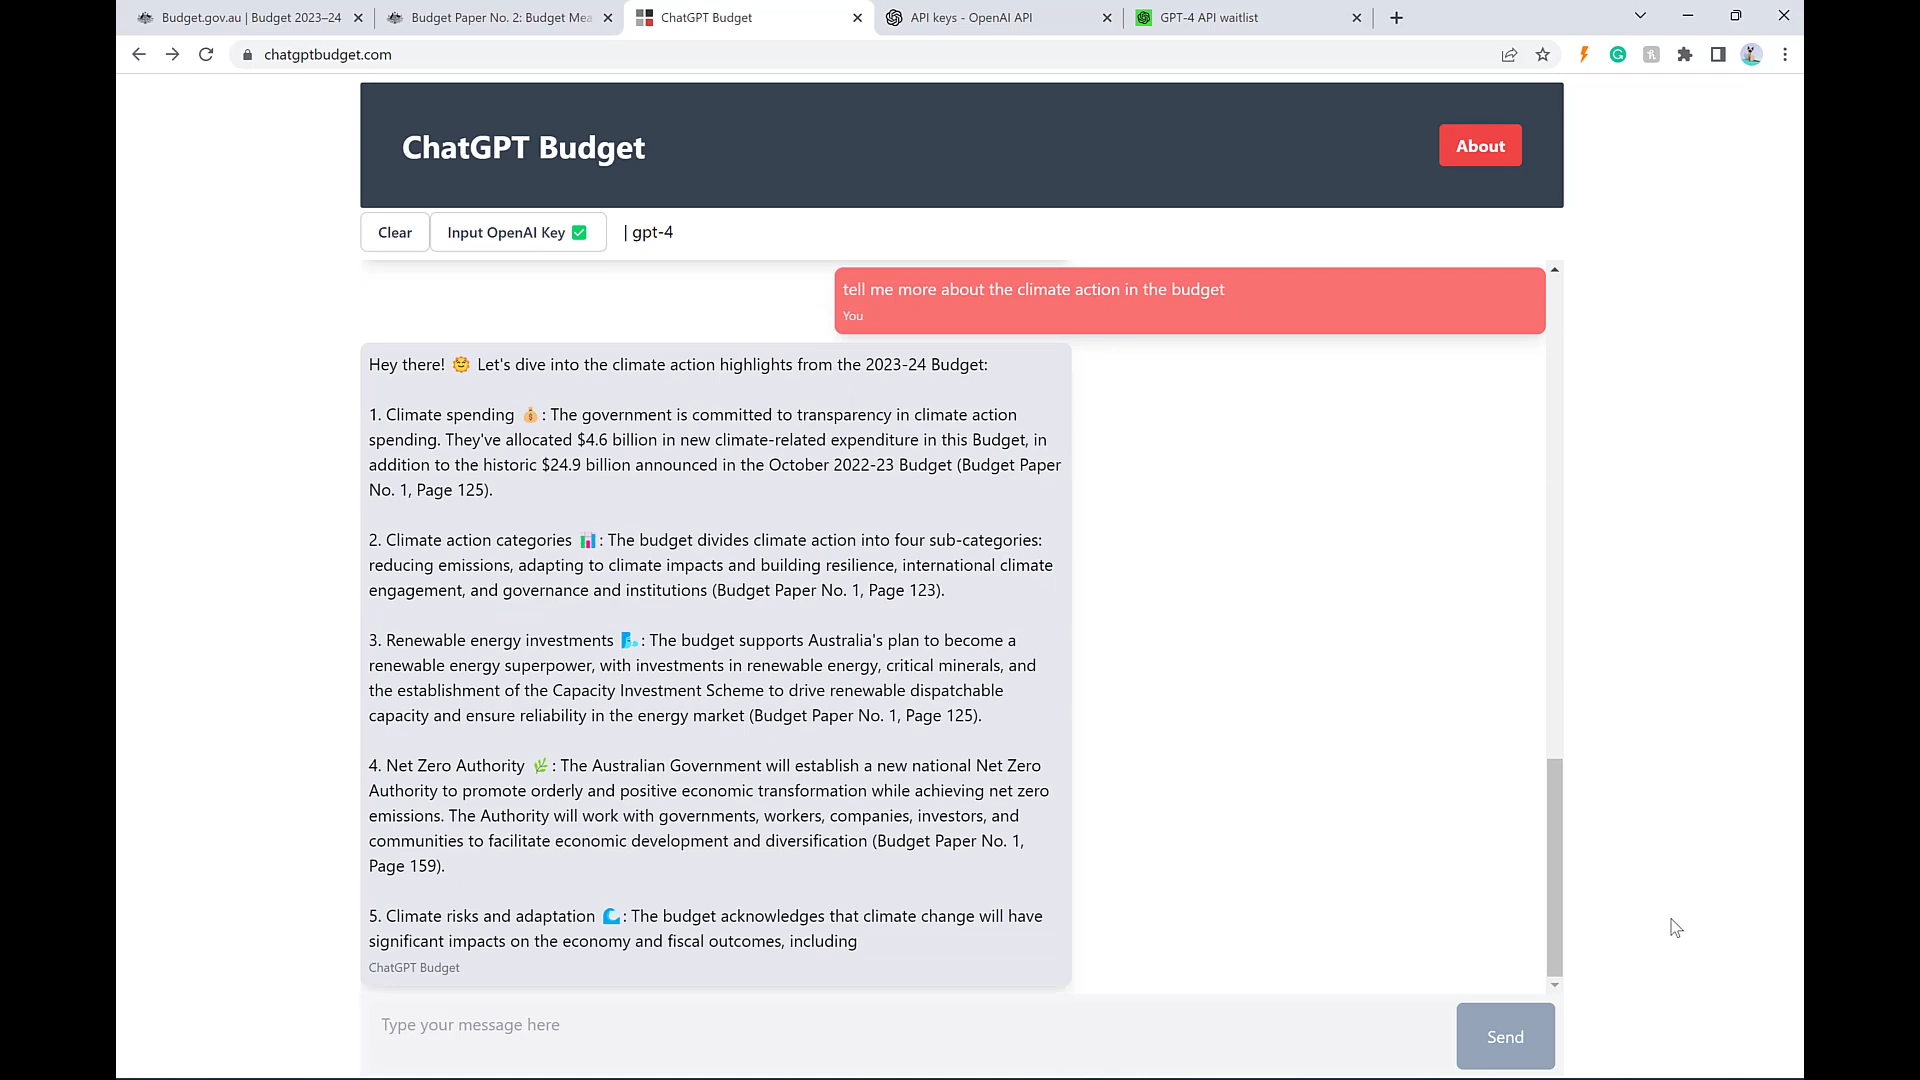 Budget.gov.au | Budget 2023–24
Budget Paper No. 2: Budget Mea
ChatGPT Budget
API keys - OpenAI API
GPT-4 API waitlist
chatgptbudget.com
ChatGPT Budget
About
Clear
Input OpenAI Key ✅
| gpt-4
tell me more about the climate action in the budget
You
Hey there! 🌞 Let's dive into the climate action highlights from the 2023-24 Budget:
1. Climate spending 💰: The government is committed to transparency in climate action
spending. They've allocated $4.6 billion in new climate-related expenditure in this Budget, in
addition to the historic $24.9 billion announced in the October 2022-23 Budget (Budget Paper
No. 1, Page 125).
2. Climate action categories 📊: The budget divides climate action into four sub-categories:
reducing emissions, adapting to climate impacts and building resilience, international climate
engagement, and governance and institutions (Budget Paper No. 1, Page 123).
3. Renewable energy investments 🌬️: The budget supports Australia's plan to become a
renewable energy superpower, with investments in renewable energy, critical minerals, and
the establishment of the Capacity Investment Scheme to drive renewable dispatchable
capacity and ensure reliability in the energy market (Budget Paper No. 1, Page 125).
4. Net Zero Authority 🌿: The Australian Government will establish a new national Net Zero
Authority to promote orderly and positive economic transformation while achieving net zero
emissions. The Authority will work with governments, workers, companies, investors, and
communities to facilitate economic development and diversification (Budget Paper No. 1,
Page 159).
5. Climate risks and adaptation 🌊: The budget acknowledges that climate change will have
significant impacts on the economy and fiscal outcomes, including
ChatGPT Budget
Type your message here
Send